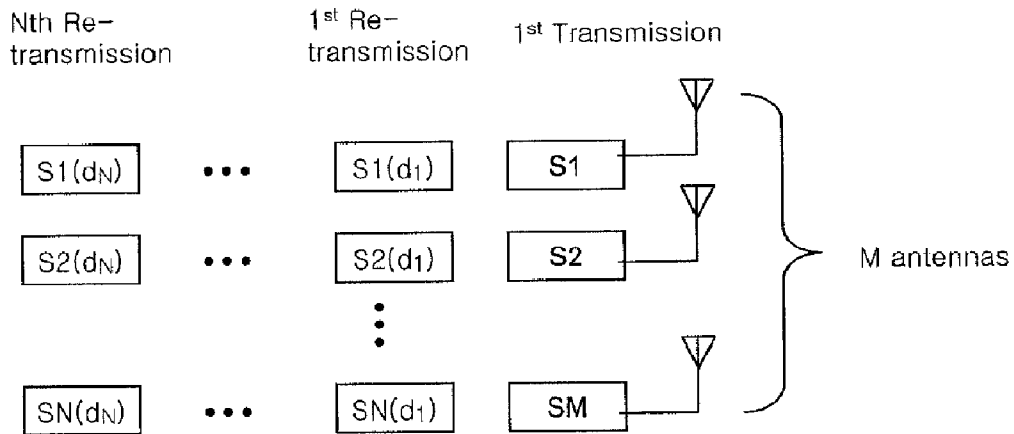 Nth Re-
transmission
1st Re-
transmission
1st Transmission
S1(dN) ••• S1(d1) S1
S2(dN) ••• S2(d1) S2
M antennas
SN(dN) ••• SN(d1) SM